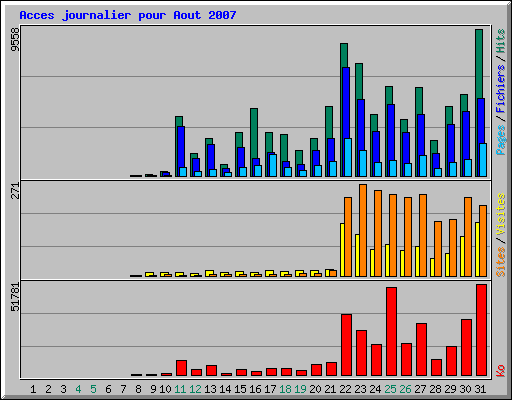 Acces journalier pour Aout 2007
9558
Pages / Fichiers / Hits
271
Sites / Visites
51781
Ko
1 2 3 4 5 6 7 8 9 10 11 12 13 14 15 16 17 18 19 20 21 22 23 24 25 26 27 28 29 30 31